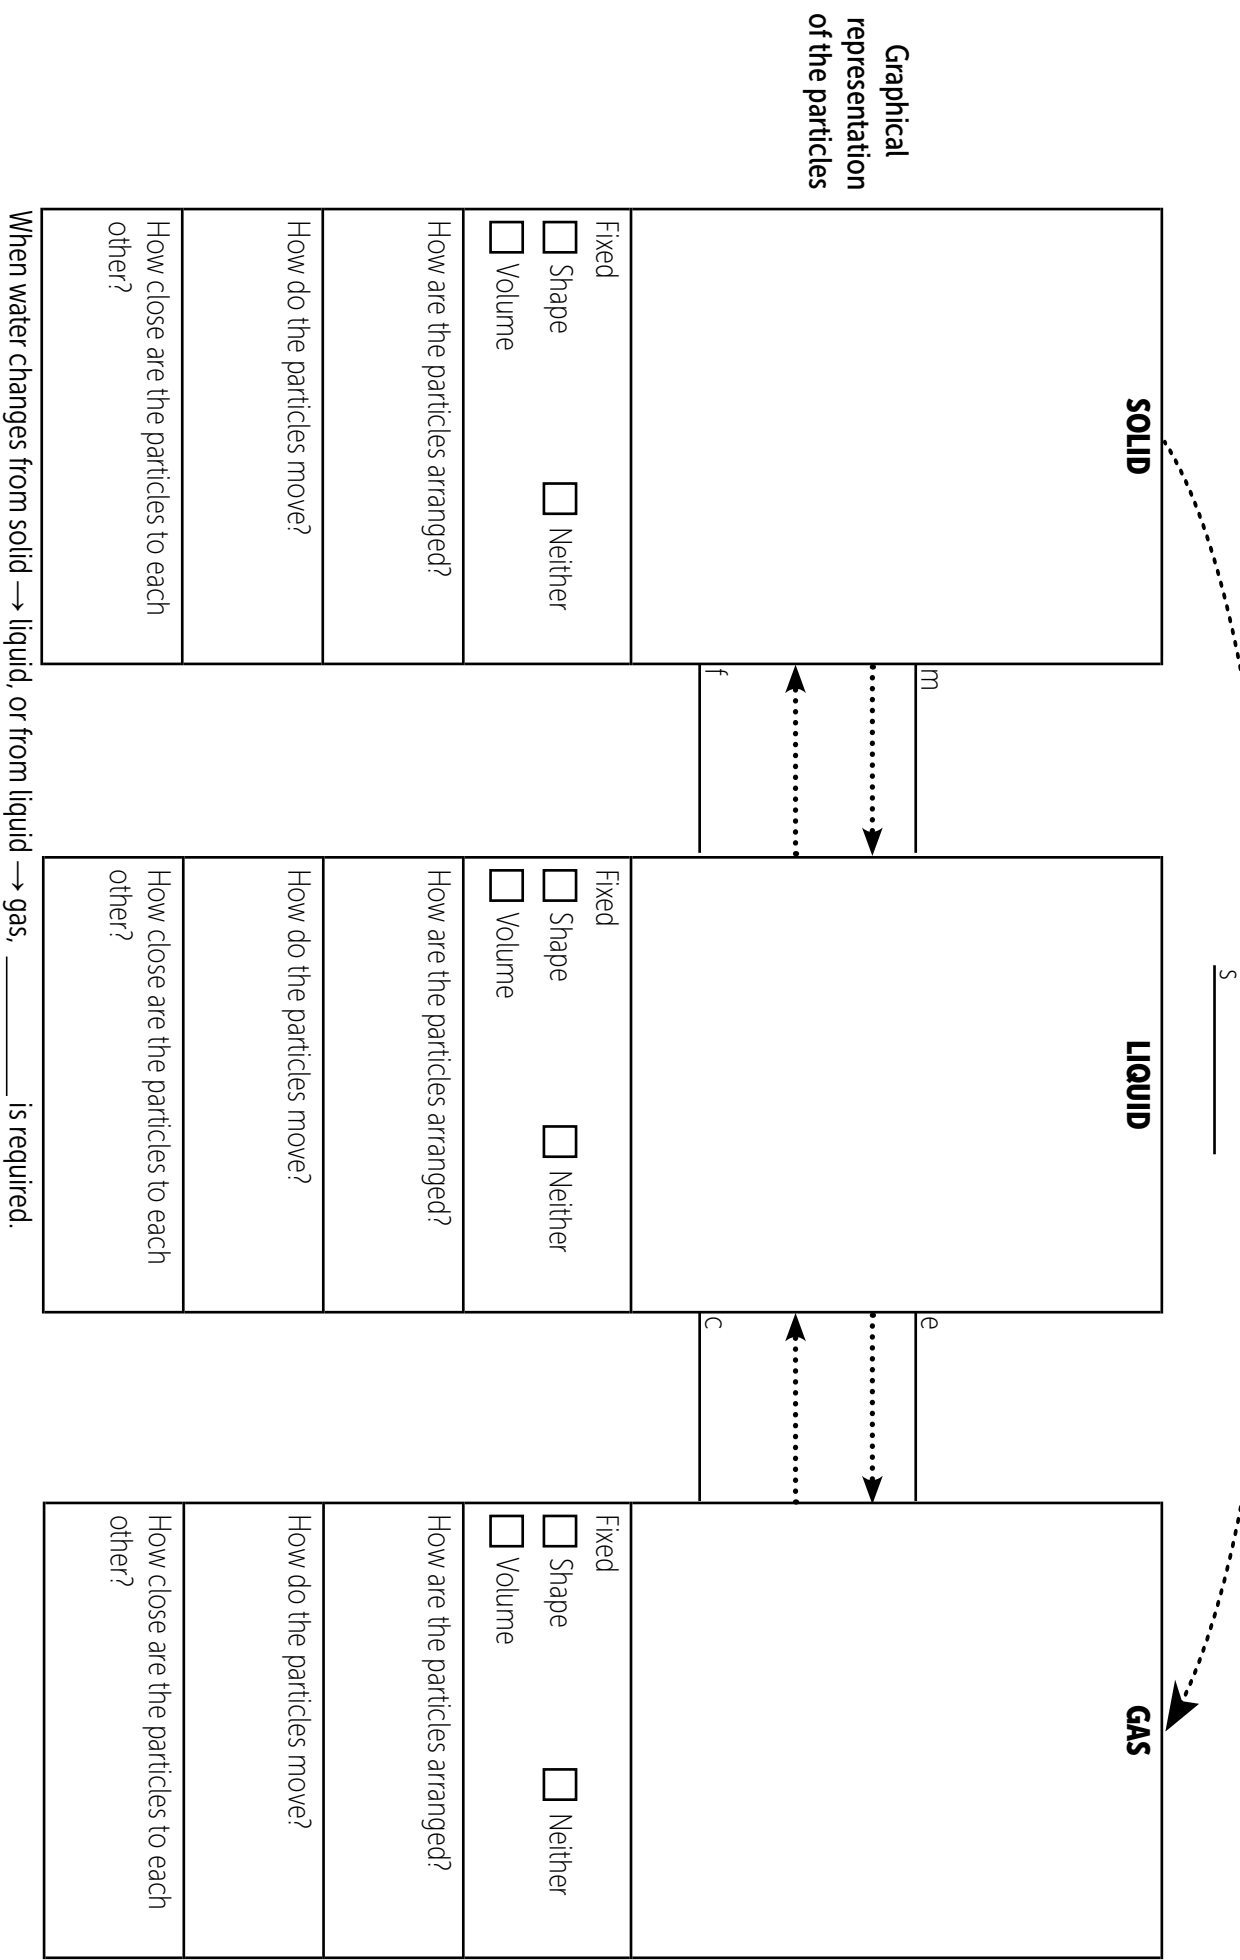 s
SOLID
LIQUID
GAS
Graphical
representation
of the particles
m
f
e
c
Fixed
Shape
Neither
Volume
How are the particles arranged?
How do the particles move?
How close are the particles to each
other?
Fixed
Shape
Neither
Volume
How are the particles arranged?
How do the particles move?
How close are the particles to each
other?
Fixed
Shape
Neither
Volume
How are the particles arranged?
How do the particles move?
How close are the particles to each
other?
When water changes from solid → liquid, or from liquid → gas, __________ is required.